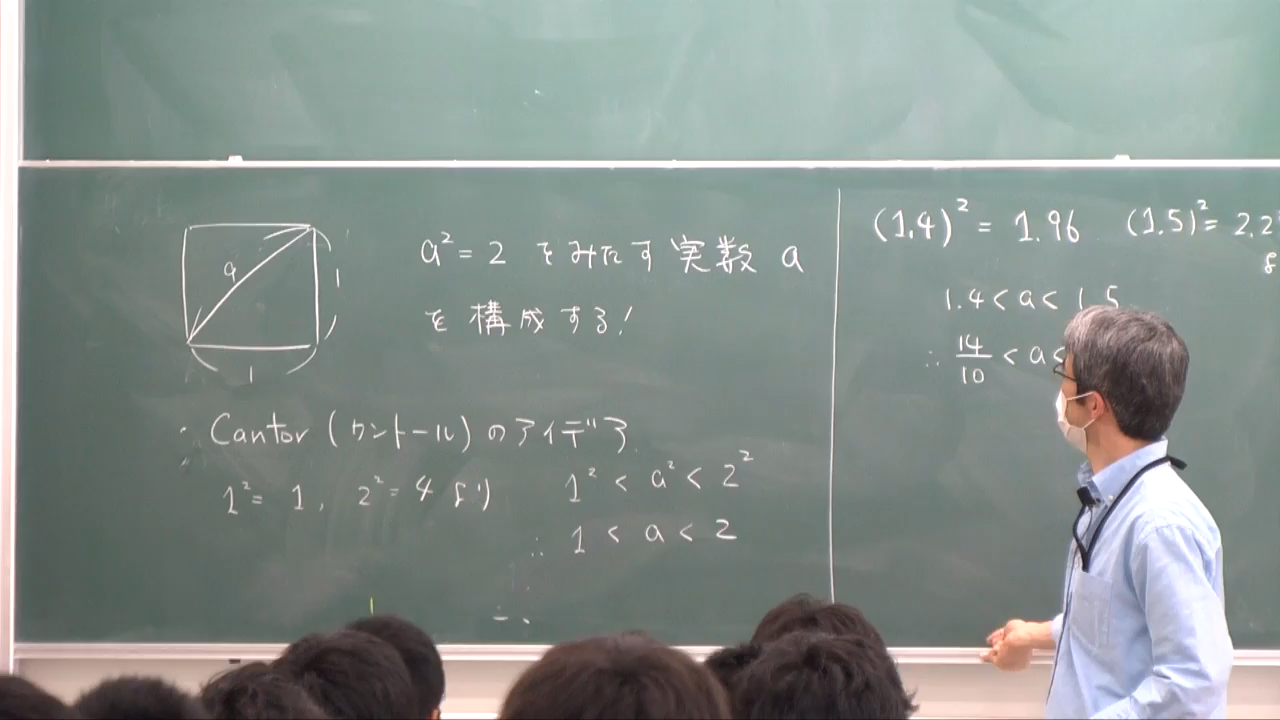 a
1
1
a² = 2 をみたす 実数 a
を 構成する!
・ Cantor (カントール) のアイデア
1² = 1, 2² = 4 より 1² < a² < 2²
∴ 1 < a < 2
(1.4)² = 1.96 (1.5)² = 2.2
1.4 < a < 1.5
∴ 14/10 < a <